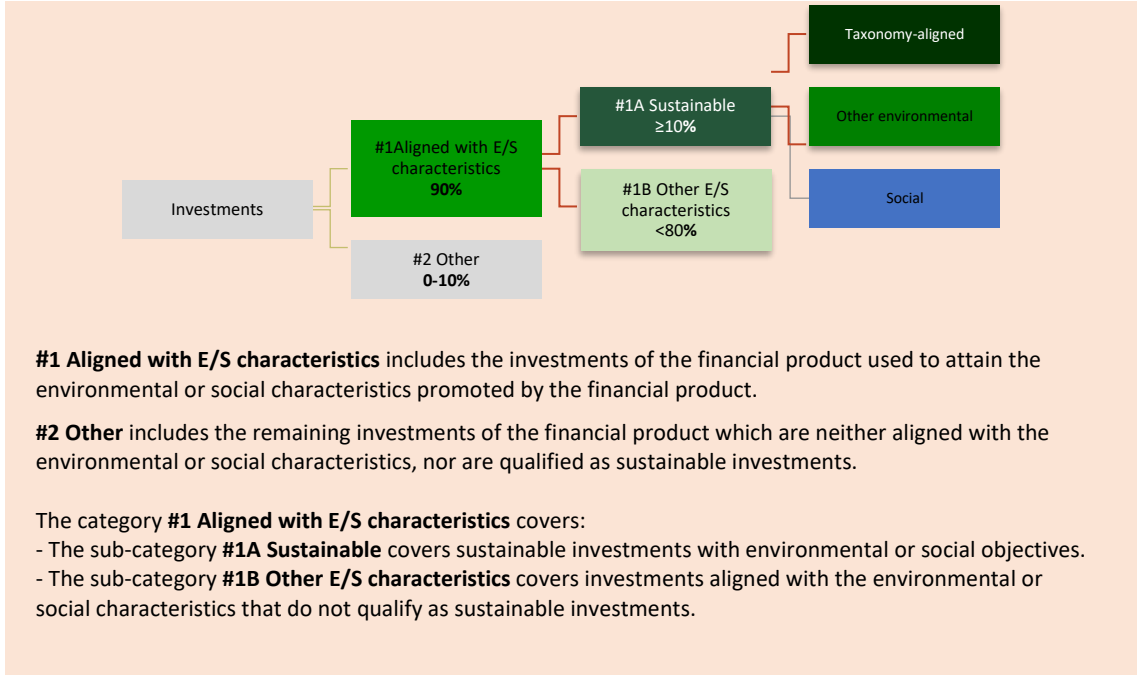 Taxonomy-aligned
#1A Sustainable
≥10%
Other environmental
#1Aligned with E/S
characteristics
90%
#1B Other E/S
characteristics
<80%
Investments
Social
#2 Other
0-10%
#1 Aligned with E/S characteristics includes the investments of the financial product used to attain the
environmental or social characteristics promoted by the financial product.
#2 Other includes the remaining investments of the financial product which are neither aligned with the
environmental or social characteristics, nor are qualified as sustainable investments.
The category #1 Aligned with E/S characteristics covers:
- The sub-category #1A Sustainable covers sustainable investments with environmental or social objectives.
- The sub-category #1B Other E/S characteristics covers investments aligned with the environmental or
social characteristics that do not qualify as sustainable investments.